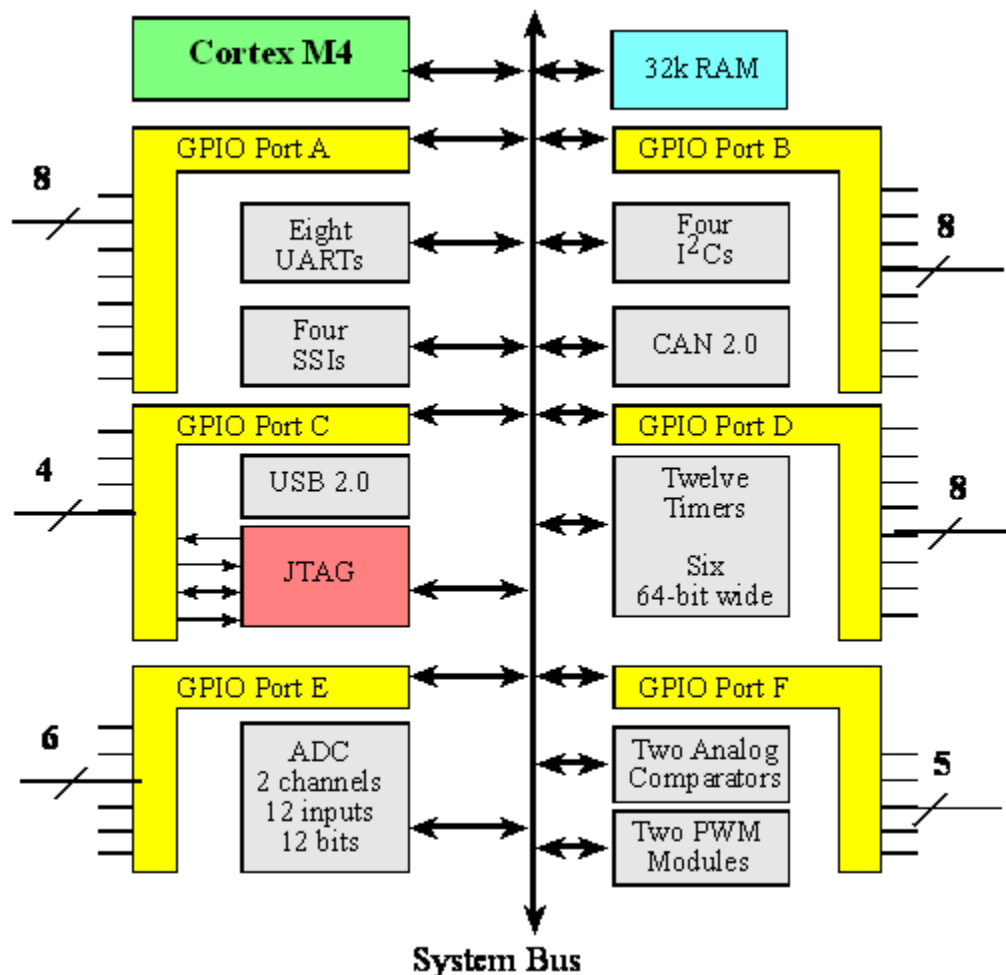 Cortex M4
32k RAM
GPIO Port A
GPIO Port B
8
Eight
UARTs
Four
I²Cs
8
Four
SSIs
CAN 2.0
GPIO Port C
GPIO Port D
4
USB 2.0
Twelve
Timers
Six
64-bit wide
8
JTAG
GPIO Port E
GPIO Port F
6
ADC
2 channels
12 inputs
12 bits
Two Analog
Comparators
5
Two PWM
Modules
System Bus